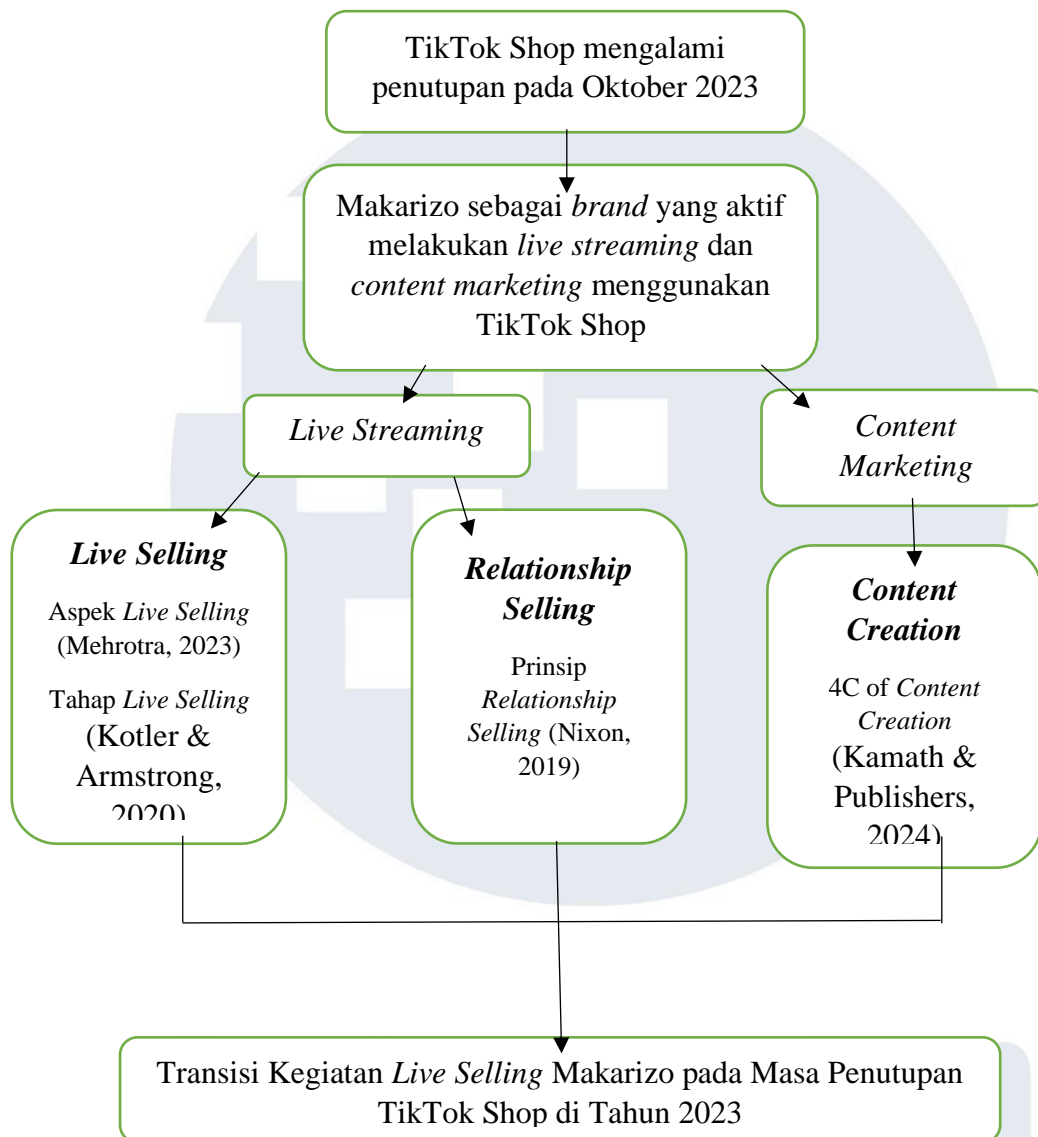 TikTok Shop mengalami
penutupan pada Oktober 2023
Makarizo sebagai brand yang aktif
melakukan live streaming dan
content marketing menggunakan
TikTok Shop
Live Streaming
Content
Marketing
Live Selling
Aspek Live Selling
(Mehrotra, 2023)
Tahap Live Selling
(Kotler &
Armstrong,
2020)
Relationship
Selling
Prinsip
Relationship
Selling (Nixon,
2019)
Content
Creation
4C of Content
Creation
(Kamath &
Publishers,
2024)
Transisi Kegiatan Live Selling Makarizo pada Masa Penutupan
TikTok Shop di Tahun 2023